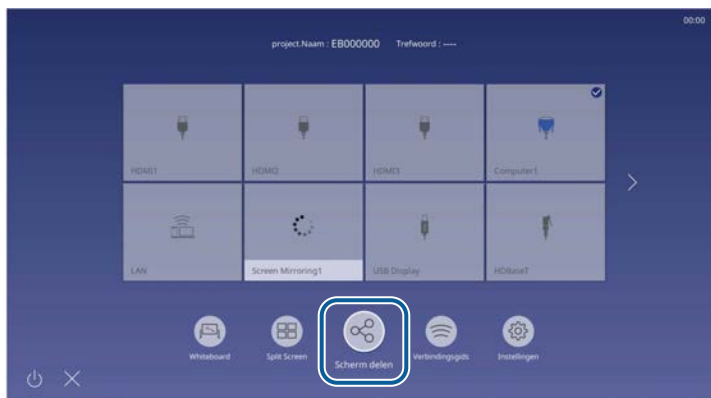 00:00
project.Naam : EB000000 Trefwoord : ----
HDMI1 HDMI2 HDMI3 Computer1
LAN Screen Mirroring1 USB Display HDBaseT
Whiteboard Split Screen Scherm delen Verbindingsgids Instellingen